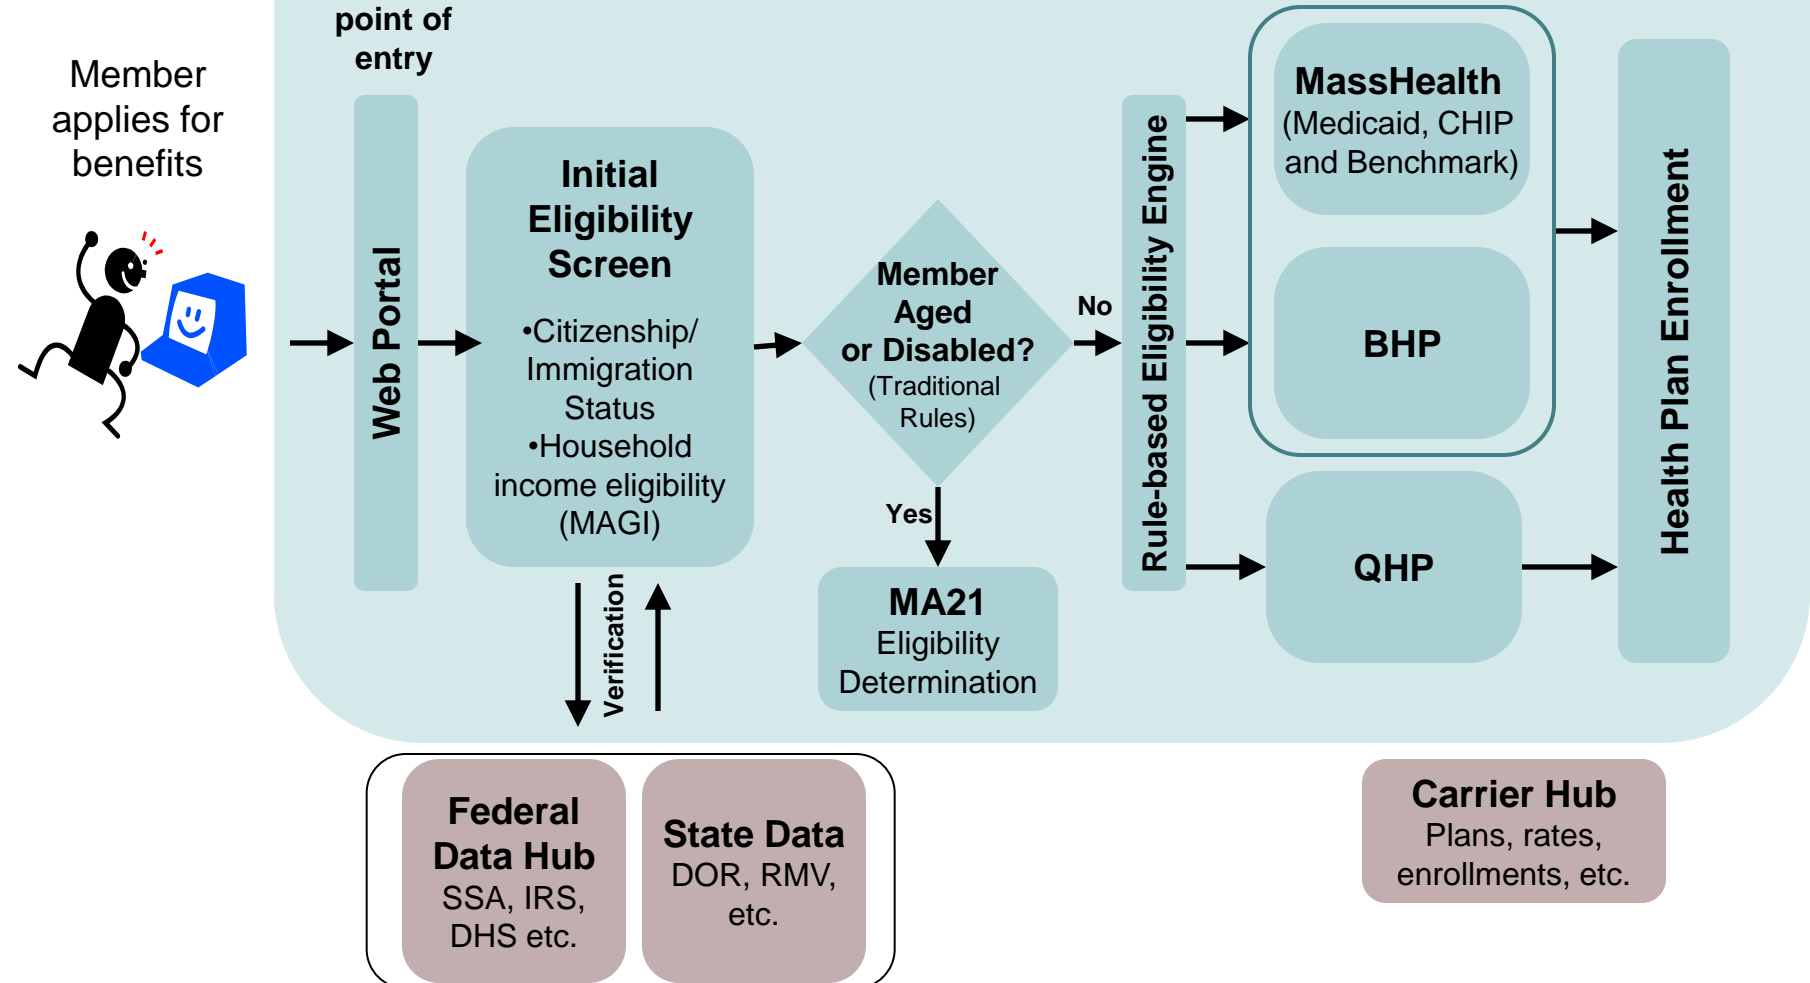 point of
entry
Member
applies for
benefits
Web Portal
Initial
Eligibility
Screen
•Citizenship/
Immigration
Status
•Household
income eligibility
(MAGI)
Verification
Member
Aged
or Disabled?
(Traditional
Rules)
No
Yes
MA21
Eligibility
Determination
Rule-based Eligibility Engine
MassHealth
(Medicaid, CHIP
and Benchmark)
BHP
QHP
Health Plan Enrollment
Federal
Data Hub
SSA, IRS,
DHS etc.
State Data
DOR, RMV,
etc.
Carrier Hub
Plans, rates,
enrollments, etc.